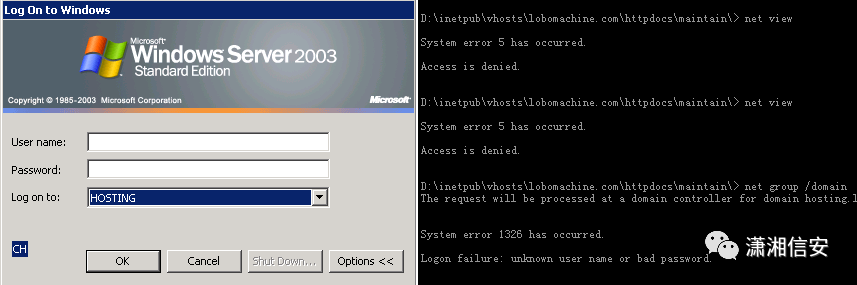 Log On to Windows
Microsoft®
Windows Server 2003
Standard Edition
Copyright © 1985-2003 Microsoft Corporation
Microsoft
User name:
Password:
Log on to:
HOSTING
CH
OK
Cancel
Shut Down...
Options <<
D:\inetpub\vhosts\lobomachine.com\httpdocs\maintain\> net view
System error 5 has occurred.
Access is denied.
D:\inetpub\vhosts\lobomachine.com\httpdocs\maintain\> net view
System error 5 has occurred.
Access is denied.
D:\inetpub\vhosts\lobomachine.com\httpdocs\maintain\> net group /domain
The request will be processed at a domain controller for domain hosting.l
System error 1326 has occurred.
Logon failure: unknown user name or bad password.
潇湘信安